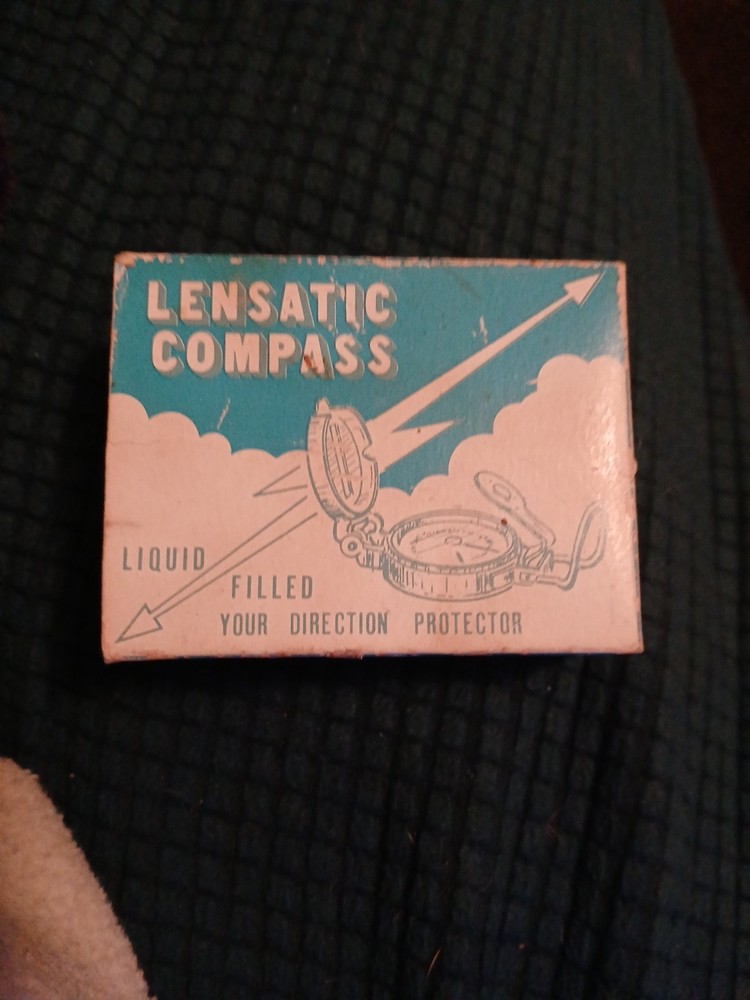 LENSATIC
COMPASS
LIQUID
FILLED
YOUR DIRECTION PROTECTOR